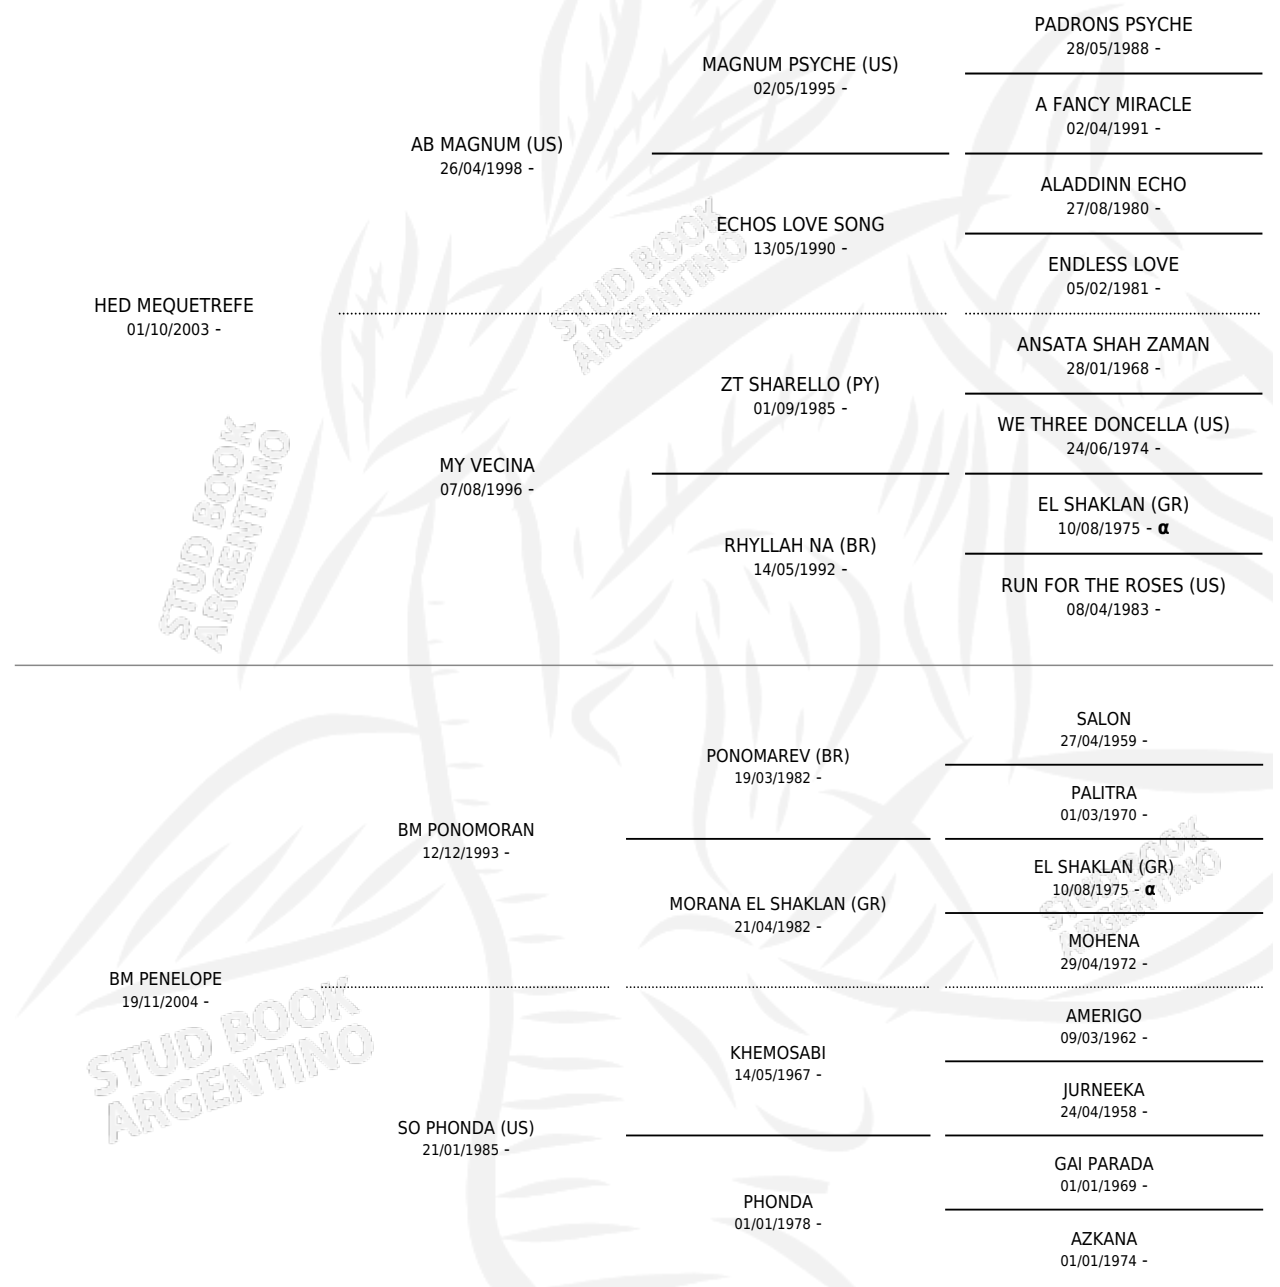 PADRONS PSYCHE
28/05/1988 -
MAGNUM PSYCHE (US)
02/05/1995 -
A FANCY MIRACLE
02/04/1991 -
AB MAGNUM (US)
26/04/1998 -
ALADDINN ECHO
27/08/1980 -
ECHOS LOVE SONG
13/05/1990 -
ENDLESS LOVE
05/02/1981 -
HED MEQUETREFE
01/10/2003 -
ANSATA SHAH ZAMAN
28/01/1968 -
ZT SHARELLO (PY)
01/09/1985 -
WE THREE DONCELLA (US)
24/06/1974 -
MY VECINA
07/08/1996 -
EL SHAKLAN (GR)
10/08/1975 - α
RHYLLAH NA (BR)
14/05/1992 -
RUN FOR THE ROSES (US)
08/04/1983 -
STUD BOOK
ARGENTINO
STUD BOOK
ARGENTINO
SALON
27/04/1959 -
PONOMAREV (BR)
19/03/1982 -
PALITRA
01/03/1970 -
BM PONOMORAN
12/12/1993 -
EL SHAKLAN (GR)
10/08/1975 - α
MORANA EL SHAKLAN (GR)
21/04/1982 -
MOHENA
29/04/1972 -
BM PENELOPE
19/11/2004 -
AMERIGO
09/03/1962 -
KHEMOSABI
14/05/1967 -
JURNEEKA
24/04/1958 -
SO PHONDA (US)
21/01/1985 -
GAI PARADA
01/01/1969 -
PHONDA
01/01/1978 -
AZKANA
01/01/1974 -
STUD BOOK
ARGENTINO
STUD BOOK
ARGENTINO